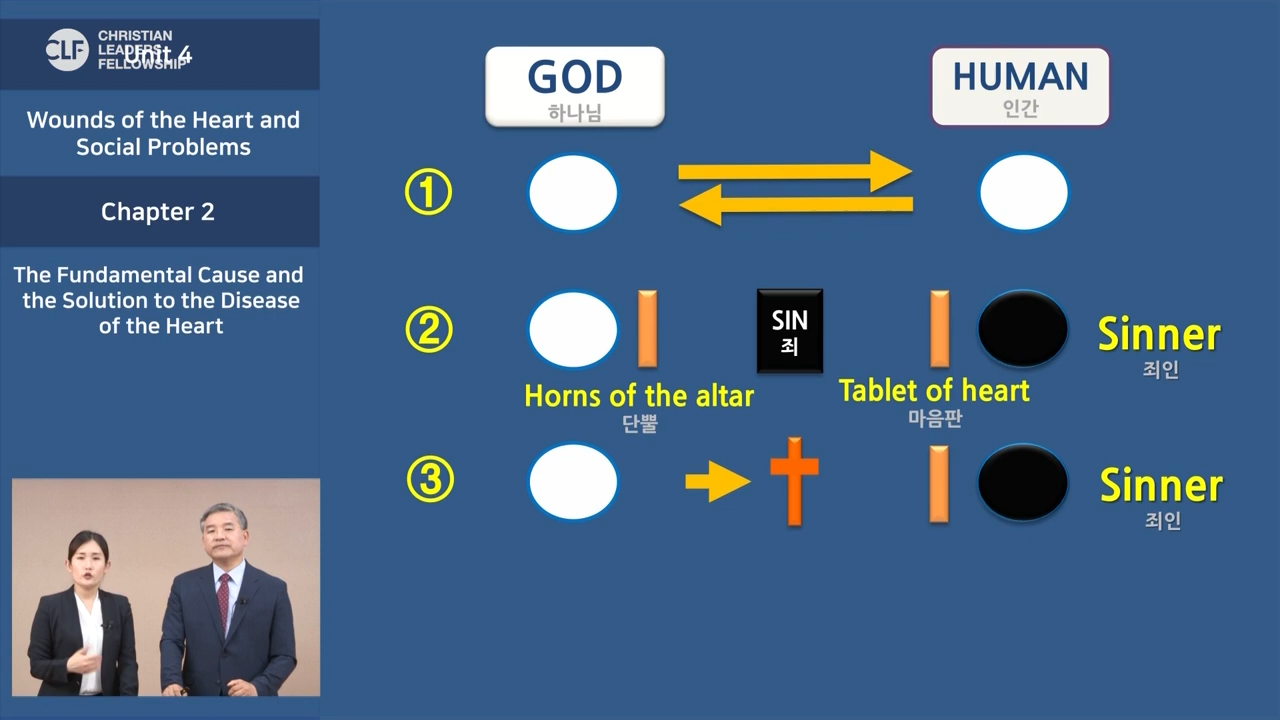 CLF
CHRISTIAN
LEADERS
FELLOWSHIP
Unit 4
Wounds of the Heart and
Social Problems
Chapter 2
The Fundamental Cause and
the Solution to the Disease
of the Heart
GOD
하나님
HUMAN
인간
①
②
SIN
죄
Sinner
죄인
Horns of the altar
단뿔
Tablet of heart
마음판
③
Sinner
죄인